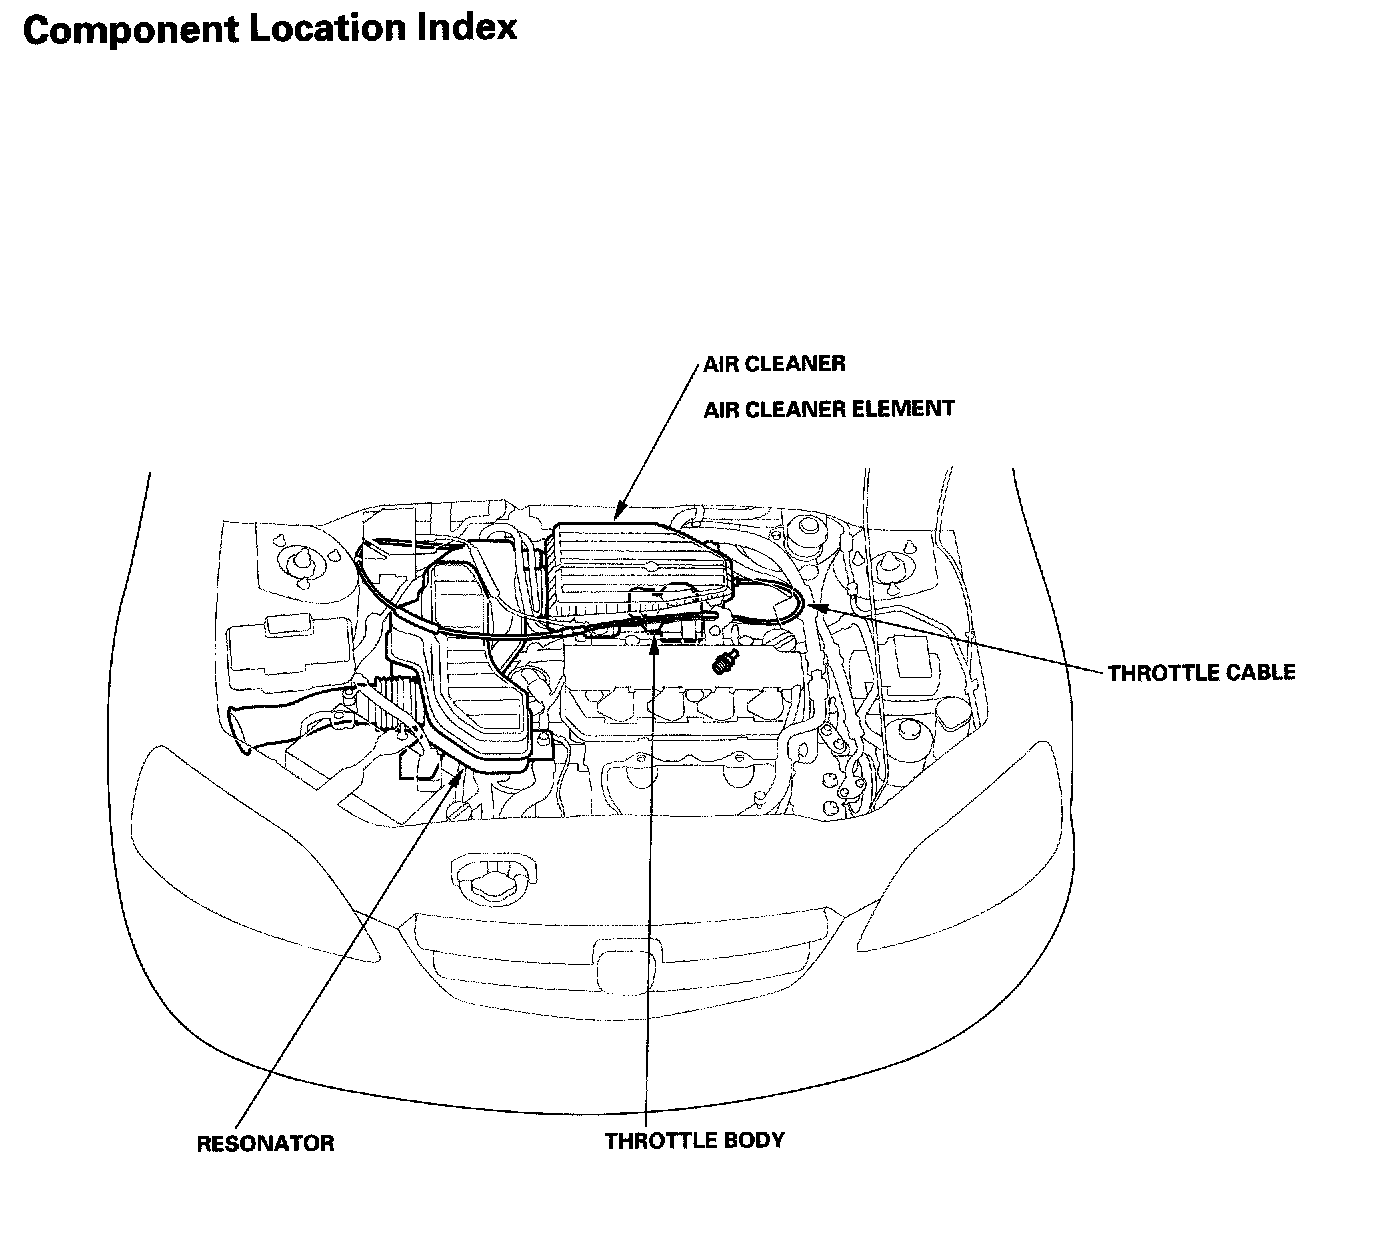 Component Location Index
AIR CLEANER
AIR CLEANER ELEMENT
THROTTLE CABLE
RESONATOR
THROTTLE BODY